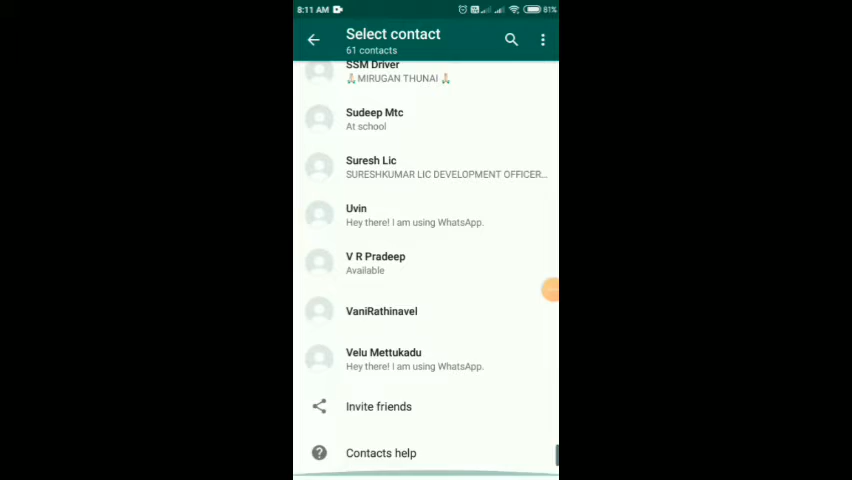 8:11 AM 81%
Select contact
61 contacts
SSM Driver
🙏MIRUGAN THUNAI 🙏
Sudeep Mtc
At school
Suresh Lic
SURESHKUMAR LIC DEVELOPMENT OFFICER...
Uvin
Hey there! I am using WhatsApp.
V R Pradeep
Available
VaniRathinavel
Velu Mettukadu
Hey there! I am using WhatsApp.
Invite friends
Contacts help